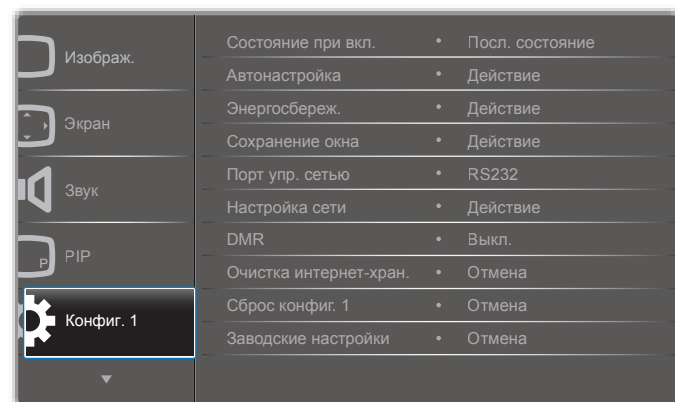 Изображ.
Экран
Звук
P
PIP
Конфиг. 1
Состояние при вкл. • Посл. состояние
Автонастройка • Действие
Энергосбереж. • Действие
Сохранение окна • Действие
Порт упр. сетью • RS232
Настройка сети • Действие
DMR • Выкл.
Очистка интернет-хран. • Отмена
Сброс конфиг. 1 • Отмена
Заводские настройки • Отмена